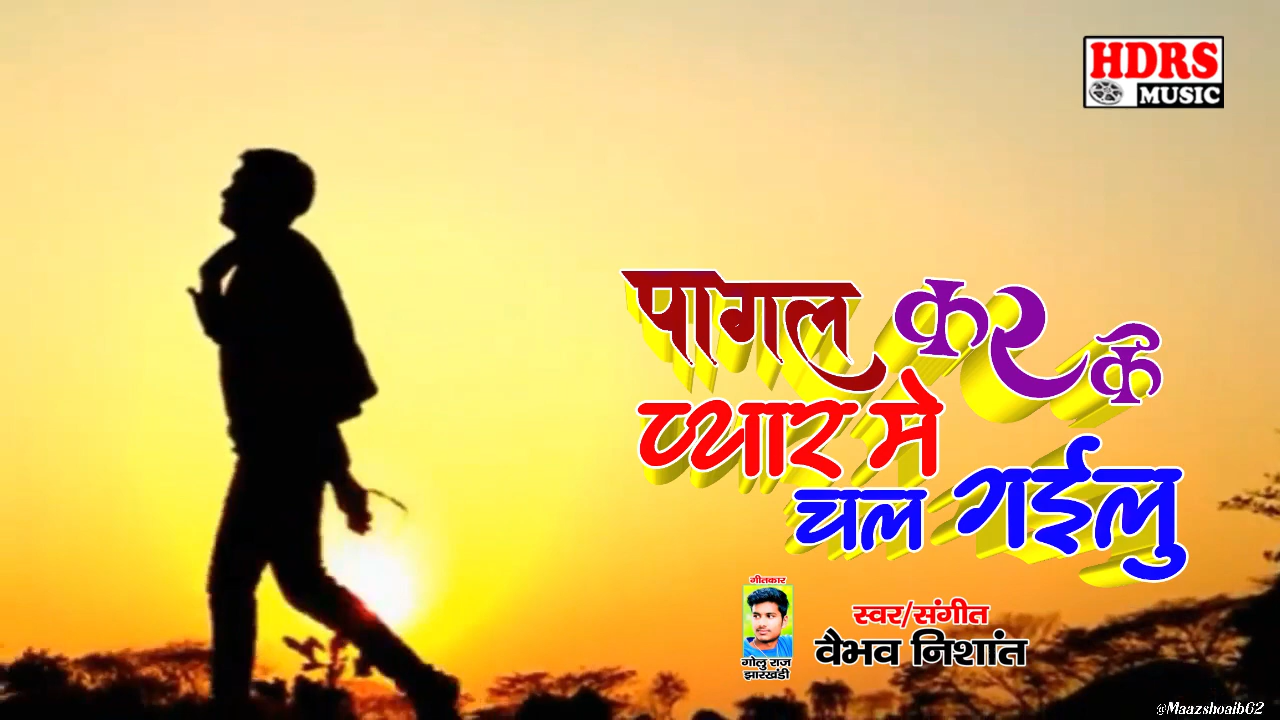 HDRS
MUSIC
पागल कर के
प्यार मे
चल गईलु
गीतकार
गोलु राज
झारखंडी
स्वर/संगीत
वैभव निशांत
@Maazshoaib62